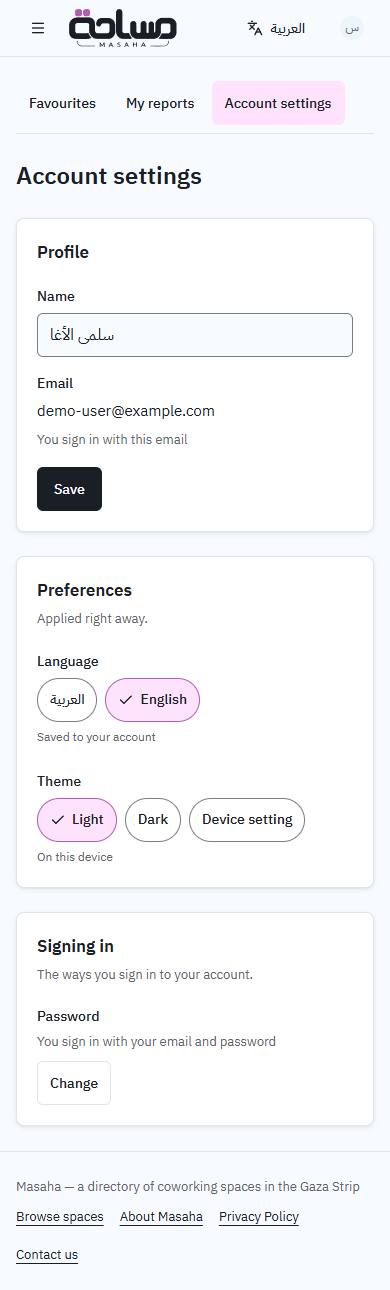 مساحة
MASAHA
العربية
س
Favourites My reports Account settings
Account settings
Profile
Name
سلمى الأغا
Email
demo-user@example.com
You sign in with this email
Save
Preferences
Applied right away.
Language
العربية English
Saved to your account
Theme
Light Dark Device setting
On this device
Signing in
The ways you sign in to your account.
Password
You sign in with your email and password
Change
Masaha — a directory of coworking spaces in the Gaza Strip
Browse spaces About Masaha Privacy Policy
Contact us